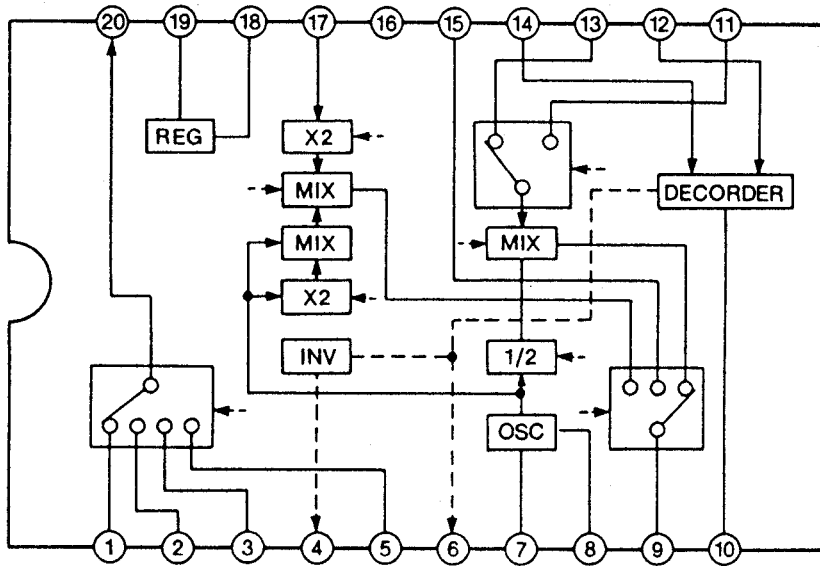 20 19 18 17 16 15 14 13 12 11
REG
X2
MIX
DECORDER
MIX
MIX
X2
INV
1/2
OSC
1 2 3 4 5 6 7 8 9 10